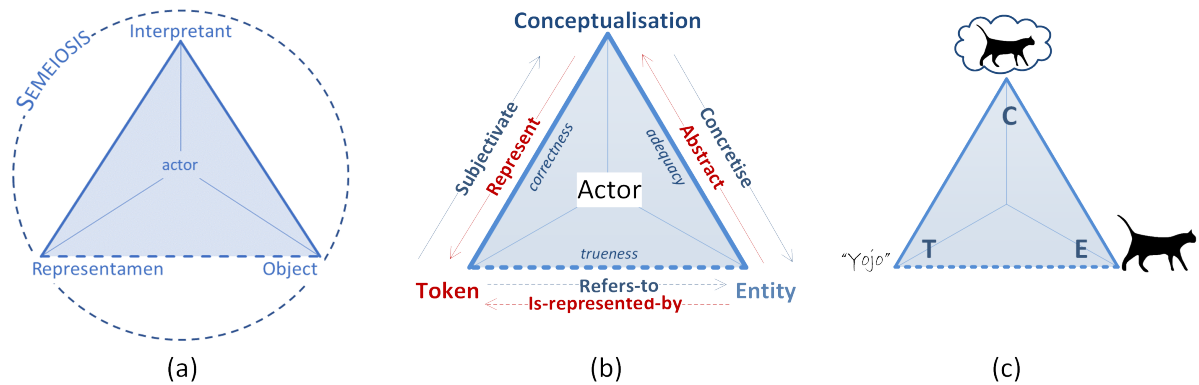 SEMEIOSIS
Interpretant
actor
Representamen
Object
(a)
Conceptualisation
Subjectivate
Represent
correctness
adequacy
Abstract
Concretise
Actor
trueness
Token
Refers-to
Entity
Is-represented-by
(b)
C
"Yojo"
T
E
(c)